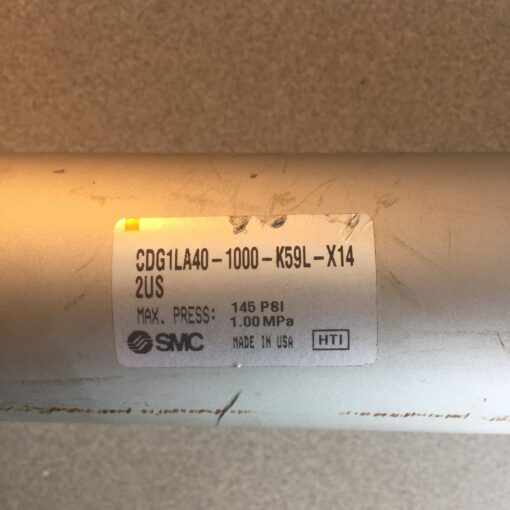 CDG1LA40-1000-K59L-X14
2US
MAX. PRESS: 145 PSI
1.00 MPa
SMC MADE IN USA HTI